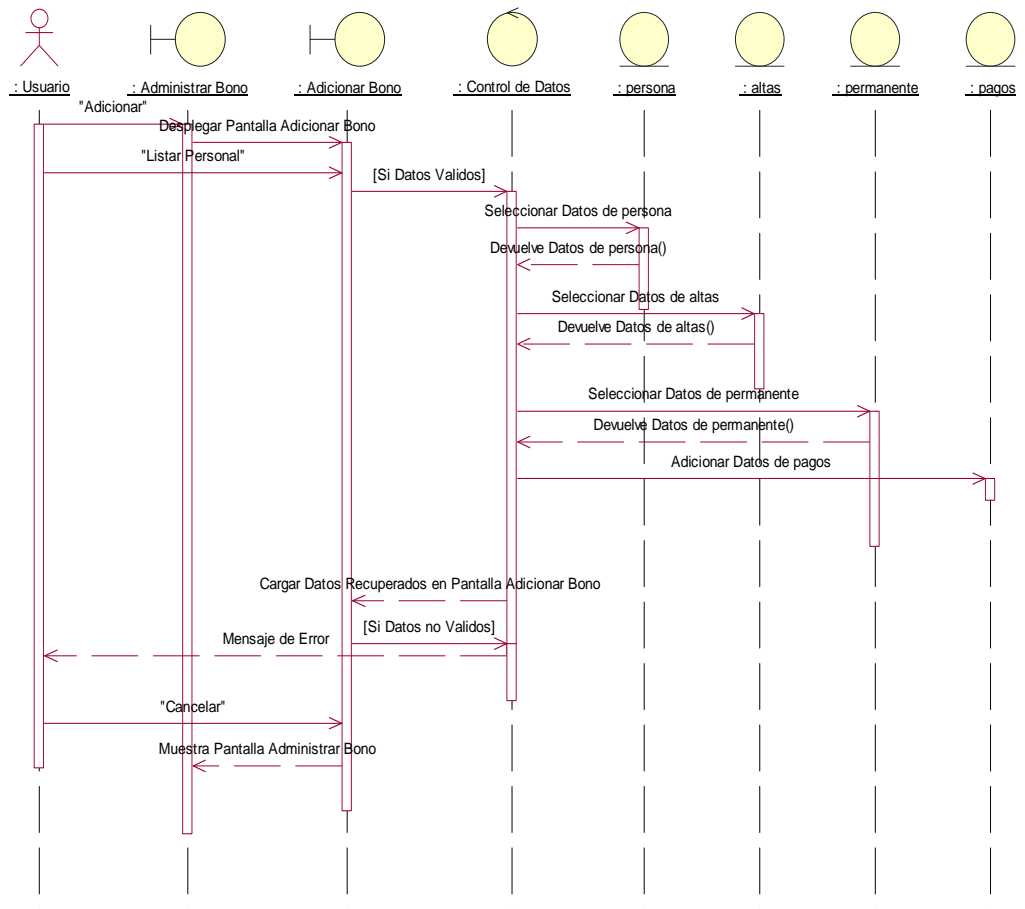 : Usuario
: Administrar Bono
: Adicionar Bono
: Control de Datos
: persona
: altas
: permanente
: pagos
"Adicionar"
Desplegar Pantalla Adicionar Bono
"Listar Personal"
[Si Datos Validos]
Seleccionar Datos de persona
Devuelve Datos de persona()
Seleccionar Datos de altas
Devuelve Datos de altas()
Seleccionar Datos de permanente
Devuelve Datos de permanente()
Adicionar Datos de pagos
Cargar Datos Recuperados en Pantalla Adicionar Bono
[Si Datos no Validos]
Mensaje de Error
"Cancelar"
Muestra Pantalla Administrar Bono